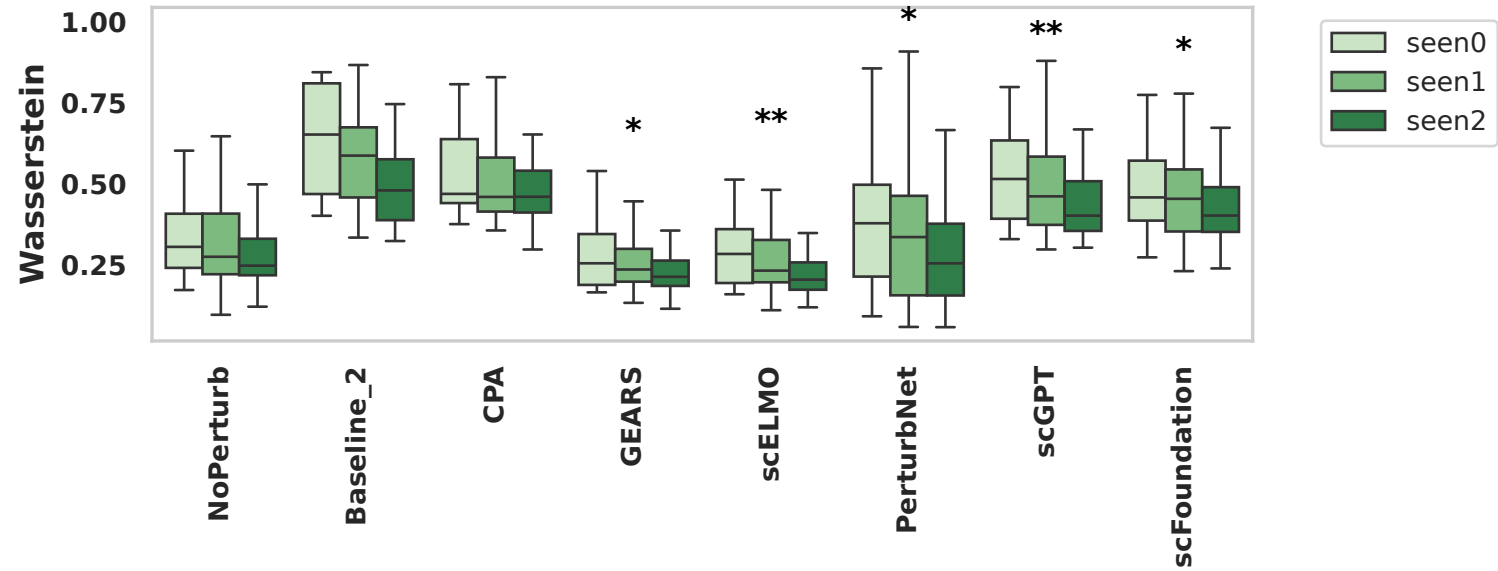 Wasserstein
1.00
0.75
0.50
0.25
*
**
*
**
*
NoPerturb
Baseline_2
CPA
GEARS
scELMO
PerturbNet
scGPT
scFoundation
seen0
seen1
seen2